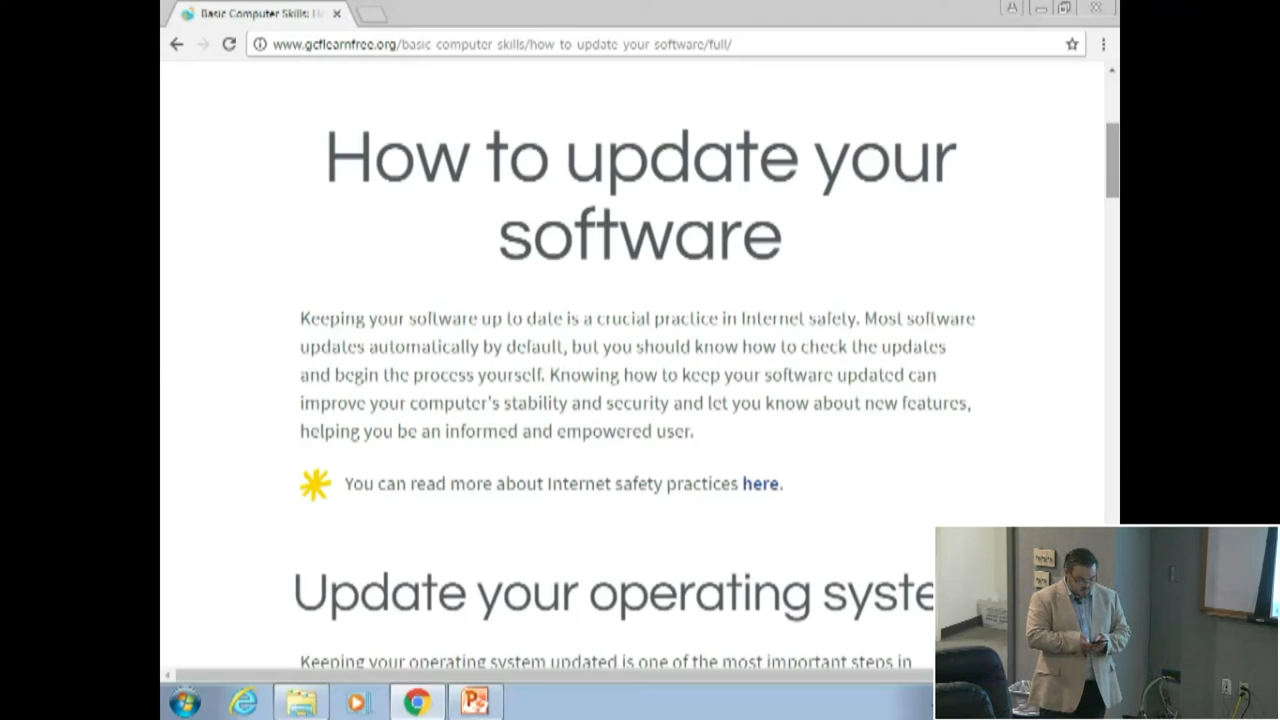 Basic Computer Skills: H
www.gcflearnfree.org/basic computer skills/how to update your software/full/
How to update your
software
Keeping your software up to date is a crucial practice in Internet safety. Most software
updates automatically by default, but you should know how to check the updates
and begin the process yourself. Knowing how to keep your software updated can
improve your computer's stability and security and let you know about new features,
helping you be an informed and empowered user.
You can read more about Internet safety practices here.
Update your operating syste
Keeping your operating system updated is one of the most important steps in